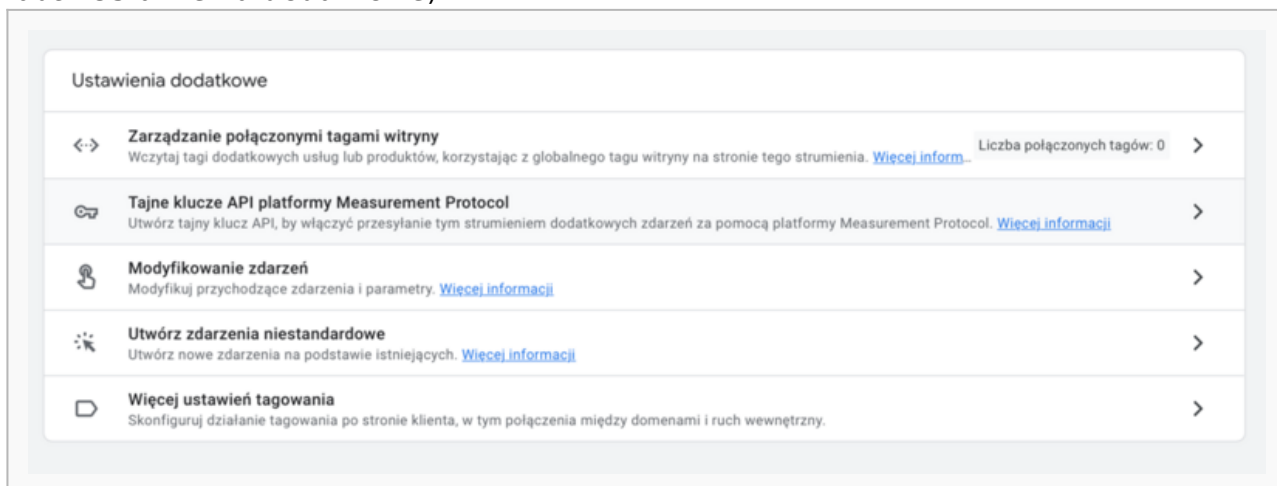 Ustawienia dodatkowe
Zarządzanie połączonymi tagami witryny
Wczytaj tagi dodatkowych usług lub produktów, korzystając z globalnego tagu witryny na stronie tego strumienia. Więcej inform...
Liczba połączonych tagów: 0
Tajne klucze API platformy Measurement Protocol
Utwórz tajny klucz API, by włączyć przesyłanie tym strumieniem dodatkowych zdarzeń za pomocą platformy Measurement Protocol. Więcej informacji
Modyfikowanie zdarzeń
Modyfikuj przychodzące zdarzenia i parametry. Więcej informacji
Utwórz zdarzenia niestandardowe
Utwórz nowe zdarzenia na podstawie istniejących. Więcej informacji
Więcej ustawień tagowania
Skonfiguruj działanie tagowania po stronie klienta, w tym połączenia między domenami i ruch wewnętrzny.